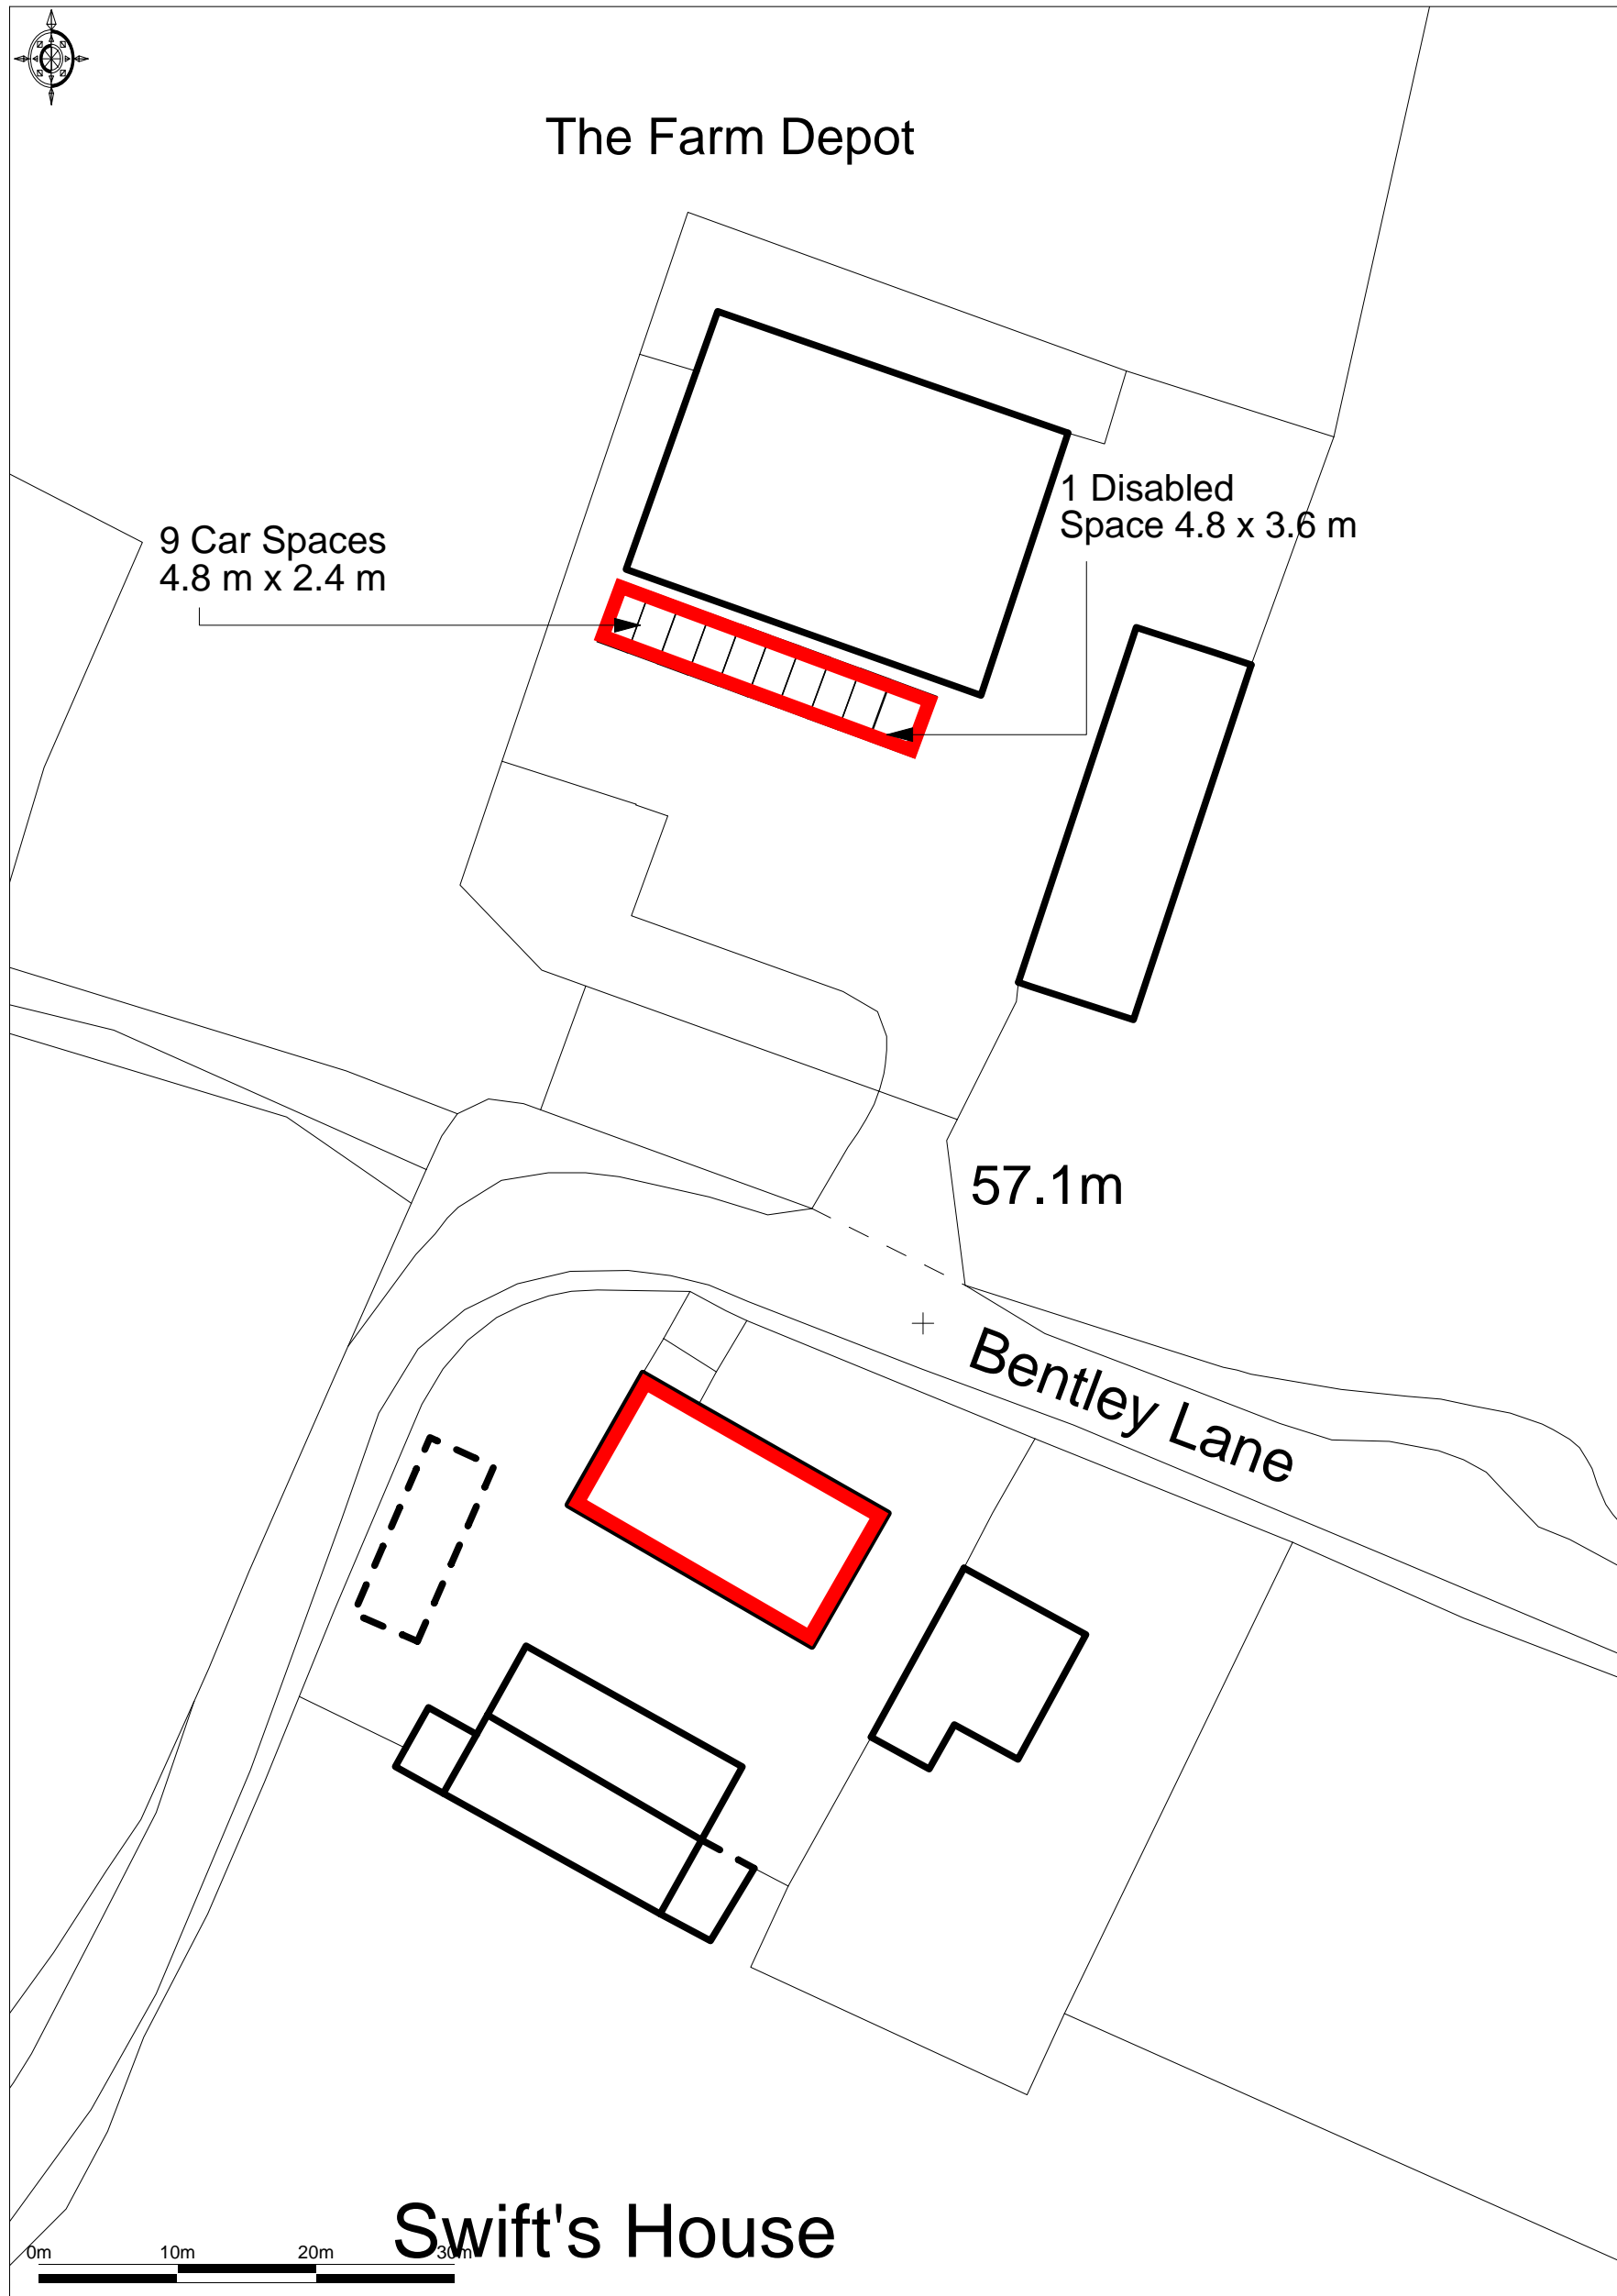 The Farm Depot
1 Disabled
Space 4.8 x 3.6 m
9 Car Spaces
4.8 m x 2.4 m
57.1m
Bentley Lane
Swift's House
0m
10m
20m
30m